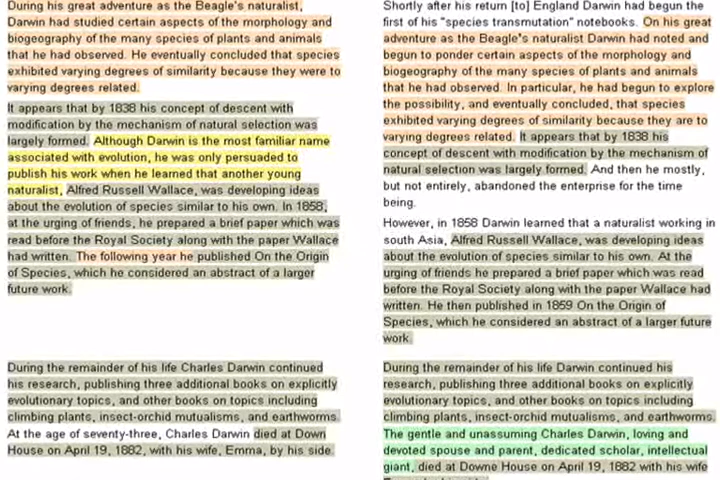 During his great adventure as the Beagle's naturalist,
Darwin had studied certain aspects of the morphology and
biogeography of the many species of plants and animals
that he had observed. He eventually concluded that species
exhibited varying degrees of similarity because they were to
varying degrees related.
It appears that by 1838 his concept of descent with
modification by the mechanism of natural selection was
largely formed. Although Darwin is the most familiar name
associated with evolution, he was only persuaded to
publish his work when he learned that another young
naturalist, Alfred Russell Wallace, was developing ideas
about the evolution of species similar to his own. In 1858,
at the urging of friends, he prepared a brief paper which was
read before the Royal Society along with the paper Wallace
had written. The following year he published On the Origin
of Species, which he considered an abstract of a larger
future work.
During the remainder of his life Charles Darwin continued
his research, publishing three additional books on explicitly
evolutionary topics, and other books on topics including
climbing plants, insect-orchid mutualisms, and earthworms.
At the age of seventy-three, Charles Darwin died at Down
House on April 19, 1882, with his wife, Emma, by his side.
Shortly after his return [to] England Darwin had begun the
first of his "species transmutation" notebooks. On his great
adventure as the Beagle's naturalist Darwin had noted and
begun to ponder certain aspects of the morphology and
biogeography of the many species of plants and animals
that he had observed. In particular, he had begun to explore
the possibility, and eventually concluded, that species
exhibited varying degrees of similarity because they are to
varying degrees related. It appears that by 1838 his
concept of descent with modification by the mechanism of
natural selection was largely formed. And then he mostly,
but not entirely, abandoned the enterprise for the time
being.
However, in 1858 Darwin learned that a naturalist working in
south Asia, Alfred Russell Wallace, was developing ideas
about the evolution of species similar to his own. At the
urging of friends he prepared a brief paper which was read
before the Royal Society along with the paper Wallace had
written. He then published in 1859 On the Origin of
Species, which he considered an abstract of a larger future
work.
During the remainder of his life Darwin continued his
research, publishing three additional books on explicitly
evolutionary topics, and other books on topics including
climbing plants, insect-orchid mutualisms, and earthworms.
The gentle and unassuming Charles Darwin, loving and
devoted spouse and parent, dedicated scholar, intellectual
giant, died at Downe House on April 19, 1882 with his wife